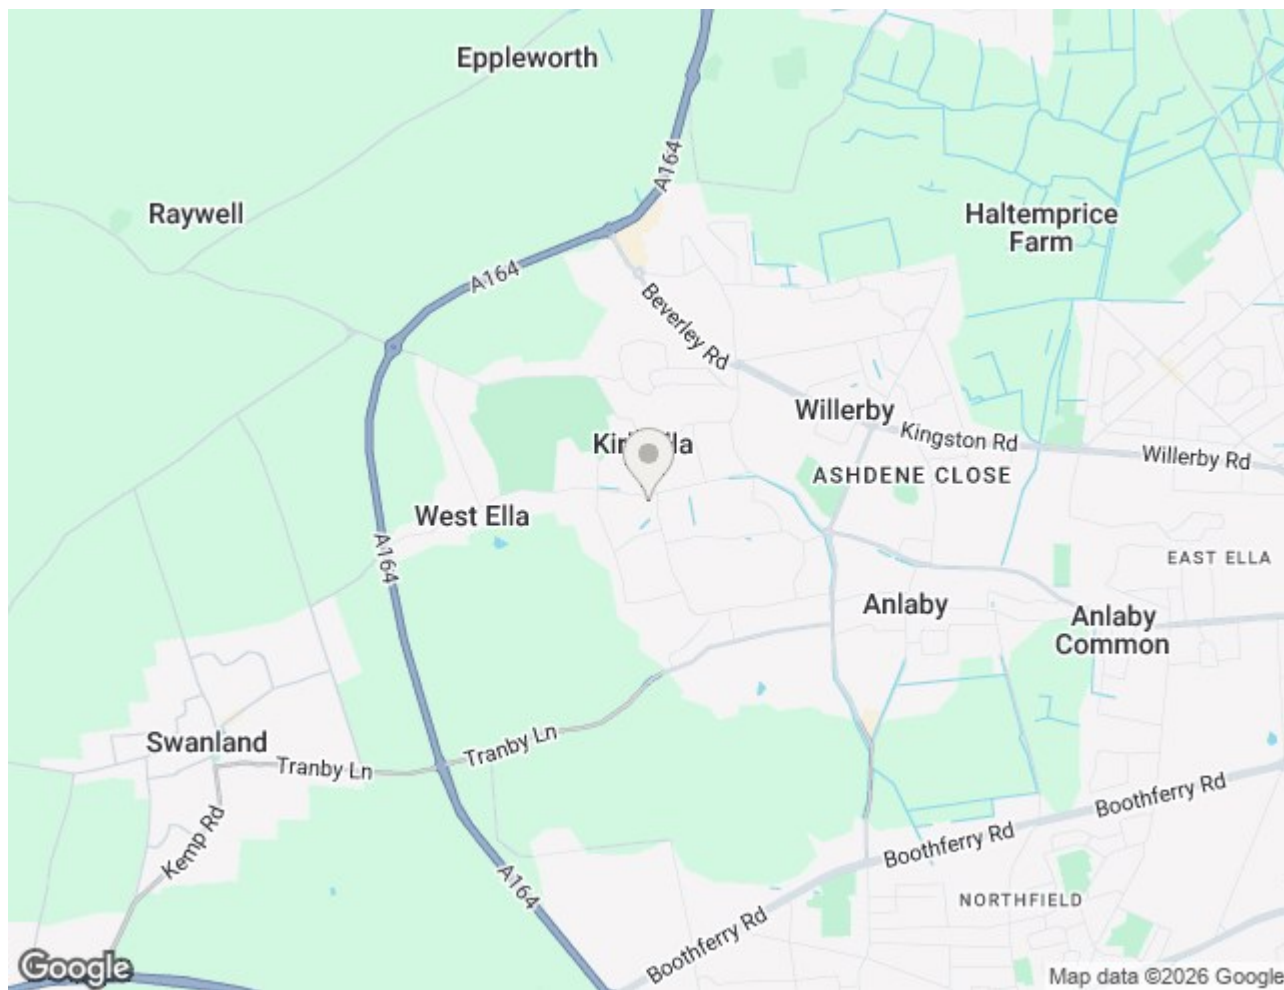 Eppleworth
A164
Raywell
Haltemprice
Farm
A164
Beverley Rd
Willerby
Kingston Rd
Willerby Rd
ASHDENE CLOSE
West Ella
A164
EAST ELLA
Anlaby
Anlaby
Common
Swanland
Tranby Ln
Tranby Ln
Kemp Rd
Boothferry Rd
Boothferry Rd
A164
NORTHFIELD
Boothferry Rd
Google
Map data ©2026 Google